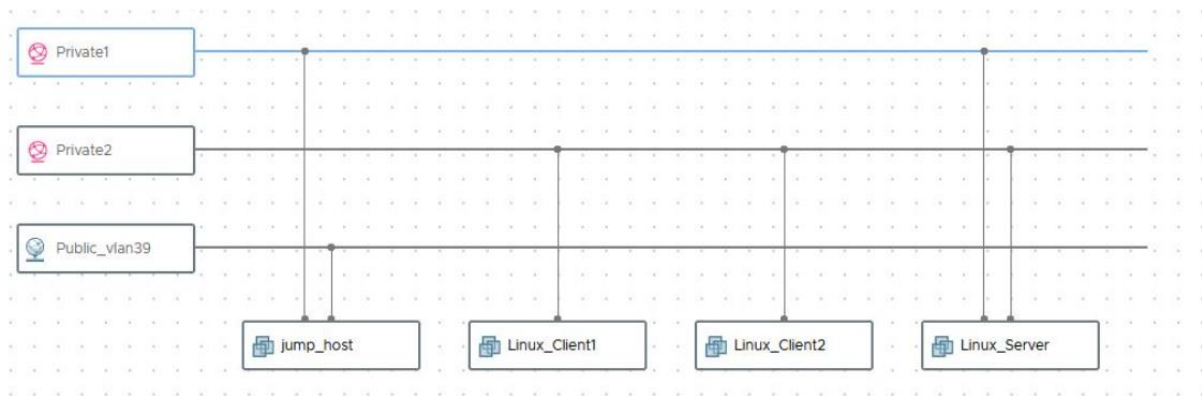 Private1
Private2
Public_vlan39
jump_host
Linux_Client1
Linux_Client2
Linux_Server